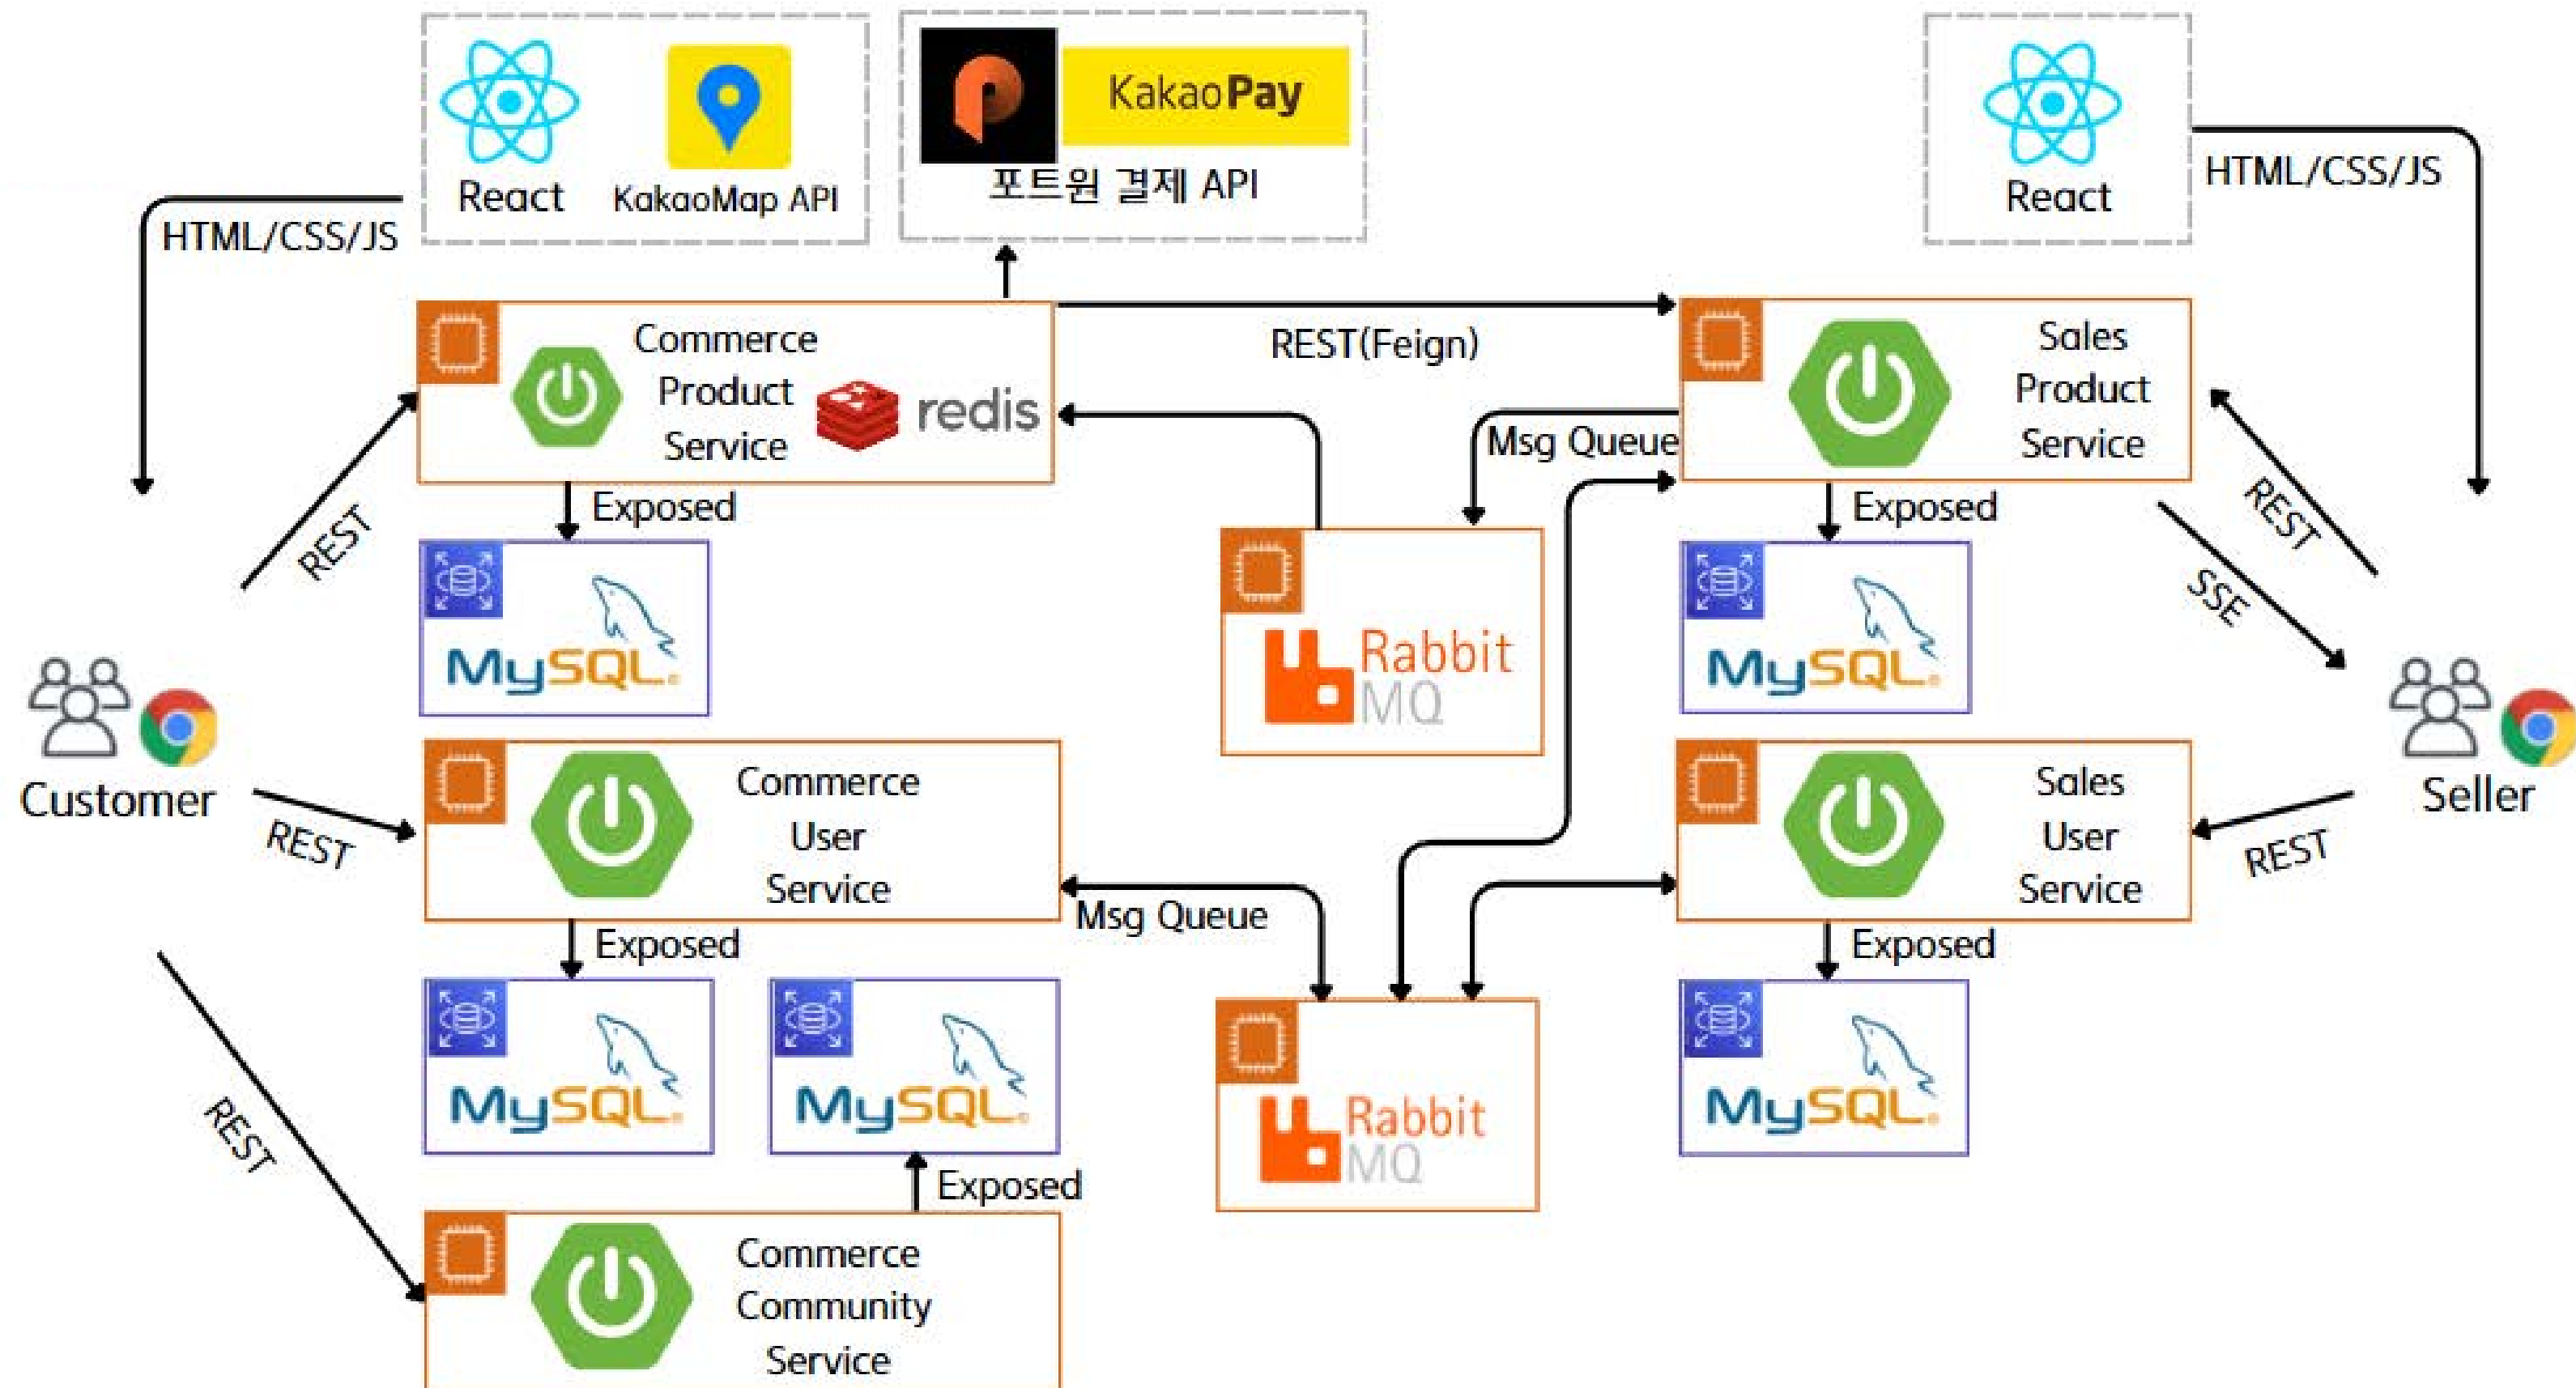 React
KakaoMap API
KakaoPay
포트원 결제 API
React
HTML/CSS/JS
HTML/CSS/JS
Commerce
Product
Service
redis
REST(Feign)
Sales
Product
Service
Msg Queue
REST
Exposed
Exposed
REST
SSE
MySQL
Rabbit
MQ
MySQL
Customer
Seller
Commerce
User
Service
Sales
User
Service
REST
REST
Msg Queue
Exposed
Exposed
MySQL
MySQL
Rabbit
MQ
MySQL
REST
Exposed
Commerce
Community
Service